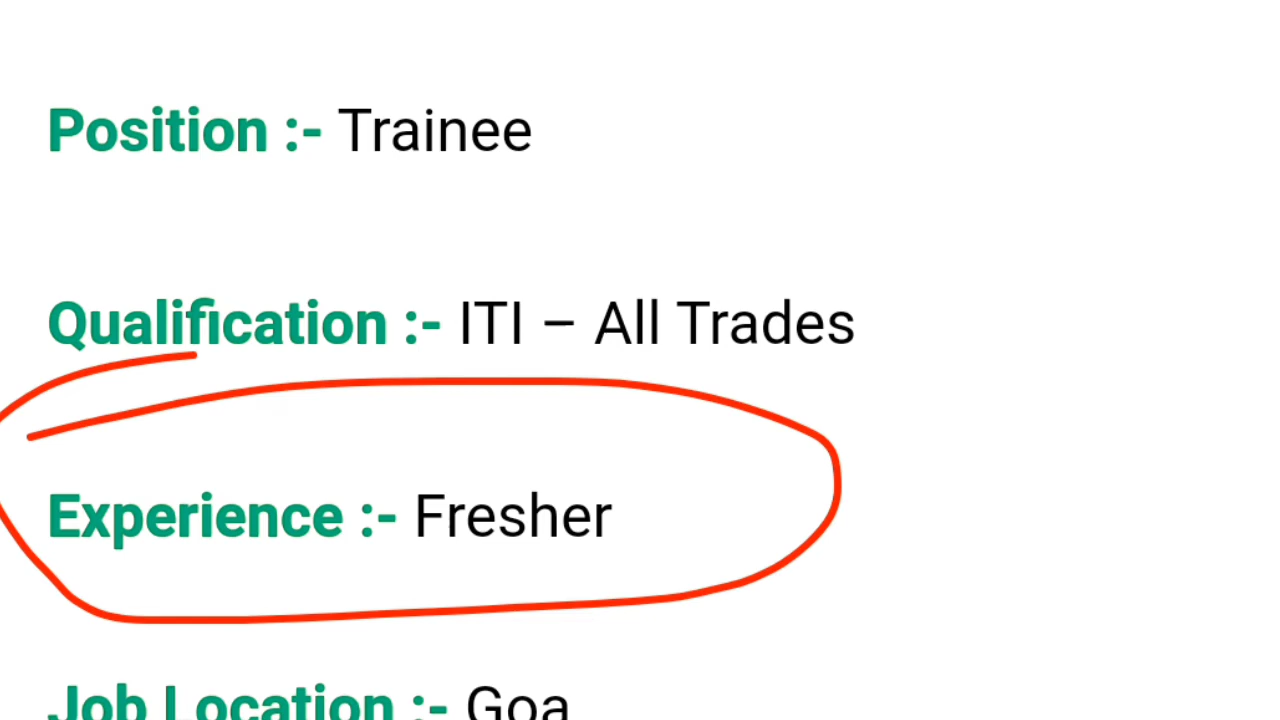 Position :- Trainee
Qualification :- ITI – All Trades
Experience :- Fresher
Job Location :- Goa